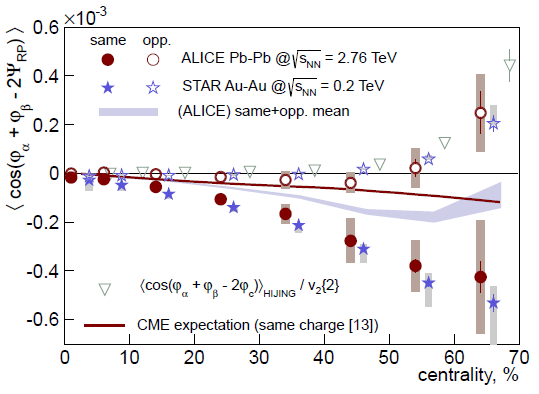 ×10⁻³
same opp.
ALICE Pb-Pb @ √sNN = 2.76 TeV
STAR Au-Au @ √sNN = 0.2 TeV
(ALICE) same+opp. mean
⟨cos(φα + φβ - 2φc)⟩HIJING / v2{2}
CME expectation (same charge [13])
⟨ cos(φα + φβ - 2ΨRP) ⟩
0.6
0.4
0.2
0
-0.2
-0.4
-0.6
0 10 20 30 40 50 60 70
centrality, %